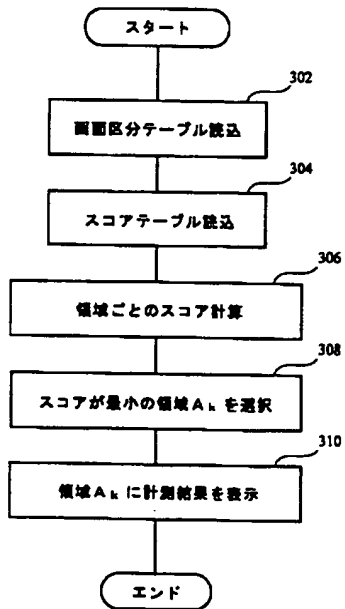 スタート
302
画面区分テーブル読込
304
スコアテーブル読込
306
領域ごとのスコア計算
308
スコアが最小の領域Aₖを選択
310
領域Aₖに計測結果を表示
エンド